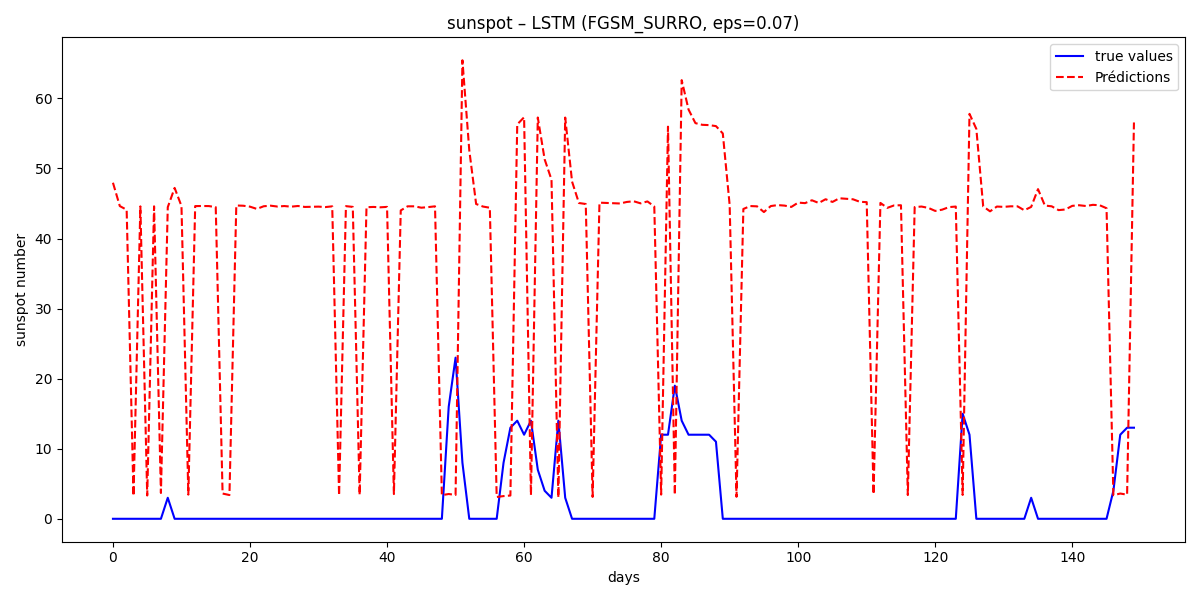 sunspot – LSTM (FGSM_SURRO, eps=0.07)
true values
Prédictions
sunspot number
60
50
40
30
20
10
0
0 20 40 60 80 100 120 140
days